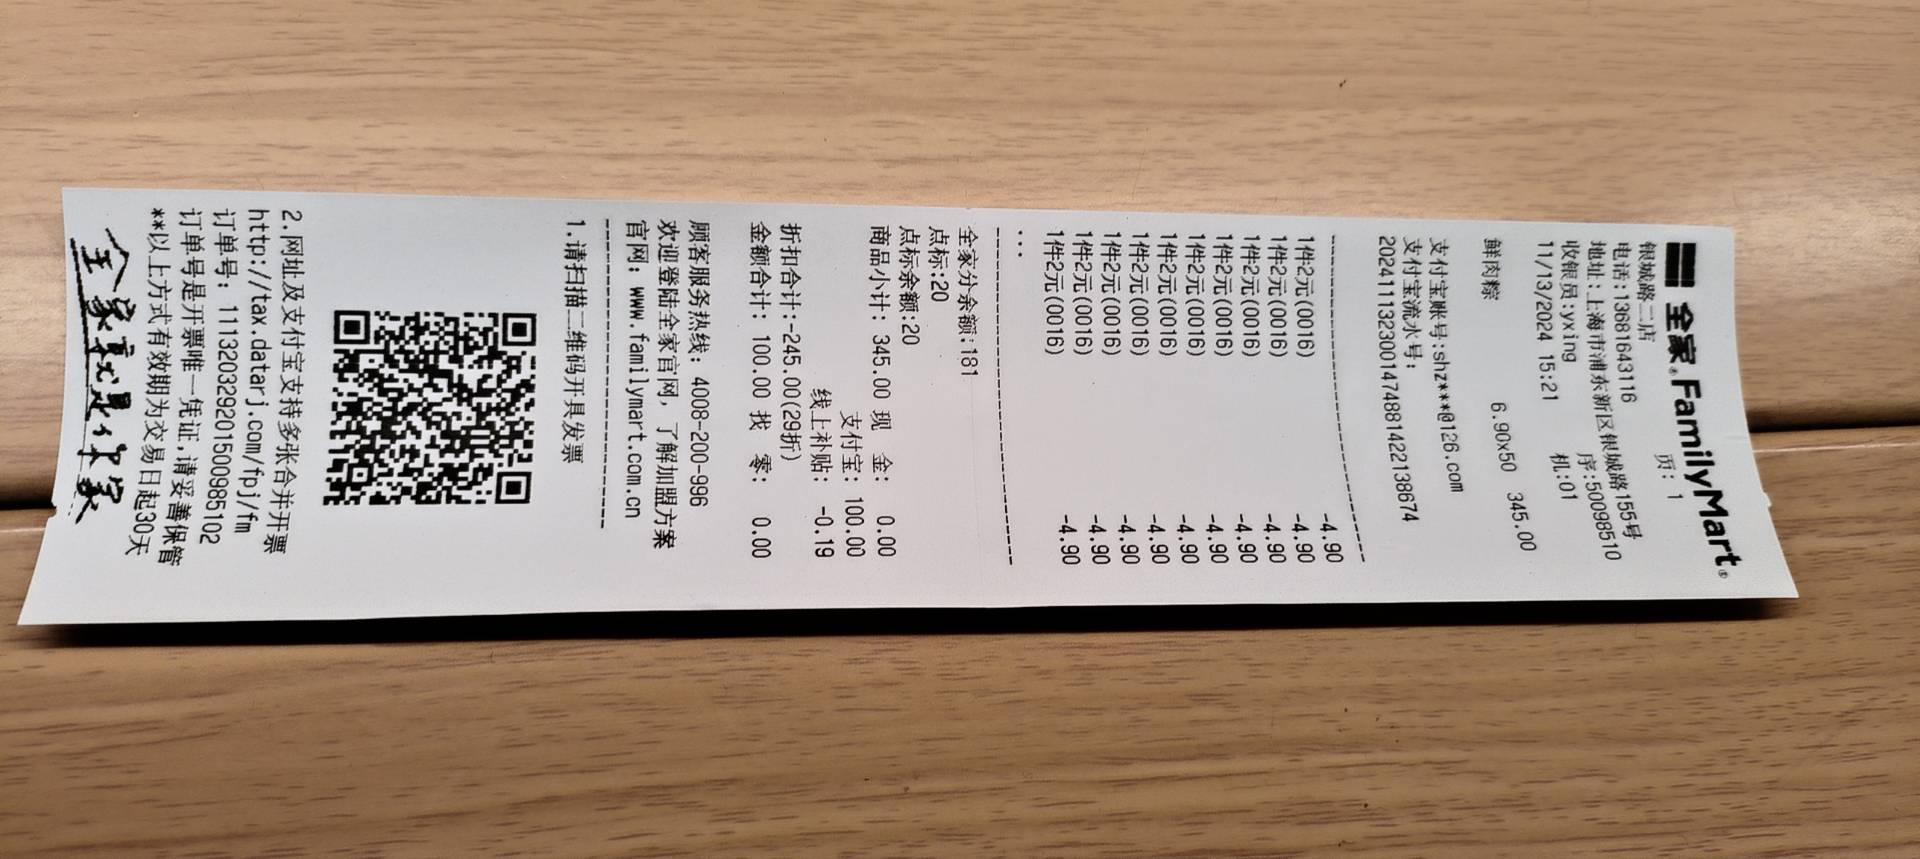 全家 FamilyMart
页: 1
银城路二店
电话:13681643116
地址:上海市浦东新区银城路155号
收银员:yxing 序:50098510
11/13/2024 15:21 机:01
鲜肉粽
6.90x50 345.00
支付宝账号:shz***@126.com
支付宝流水号:
2024111323001474881422138674
1件2元(0016) -4.90
1件2元(0016) -4.90
1件2元(0016) -4.90
1件2元(0016) -4.90
1件2元(0016) -4.90
1件2元(0016) -4.90
1件2元(0016) -4.90
1件2元(0016) -4.90
1件2元(0016) -4.90
1件2元(0016) -4.90
...
全家分余额:181
点标:20
点标余额:20
商品小计: 345.00 现 金: 0.00
支付宝: 100.00
线上补贴: -0.19
折扣合计:-245.00(29折)
金额合计: 100.00 找 零: 0.00
顾客服务热线: 4008-200-996
欢迎登陆全家官网, 了解加盟方案
官网: www.familymart.com.cn
1.请扫描二维码开具发票
2.网址及支付宝支持多张合并开票
http://tax.datarj.com/fpj/fm
订单号: 11132032920150098​5102
订单号是开票唯一凭证,请妥善保管
**以上方式有效期为交易日起30天
全家就是你家